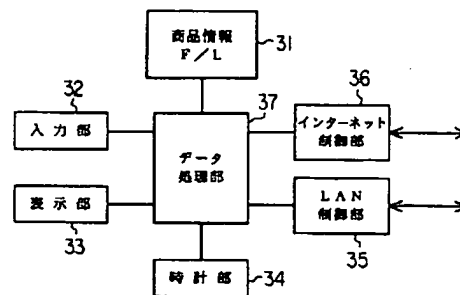 商品情報
F/L
31
32
入力部
37
データ
処理部
36
インターネット
制御部
表示部
33
LAN
制御部
35
時計部
34